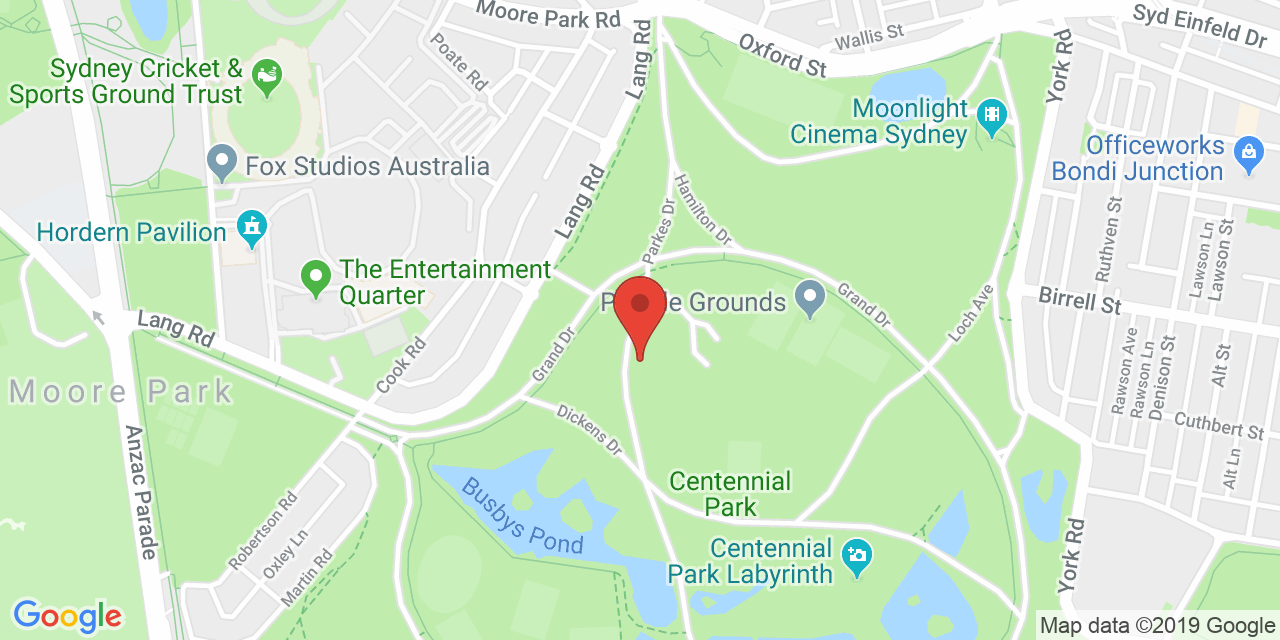 Moore Park Rd
Syd Einfeld Dr
Wallis St
Oxford St
Poate Rd
Lang Rd
York Rd
Sydney Cricket &
Sports Ground Trust
Moonlight
Cinema Sydney
Officeworks
Bondi Junction
Fox Studios Australia
Lang Rd
Hamilton Dr
Parkes Dr
Ruthven St
Lawson Ln
Lawson St
Hordern Pavilion
The Entertainment
Quarter
Grounds
Grand Dr
Loch Ave
Birrell St
Lang Rd
Grand Dr
Cook Rd
Rawson Ave
Rawson Ln
Denison St
Alt St
Moore Park
Dickens Dr
Cuthbert St
Anzac Parade
Alt Ln
Busbys Pond
Centennial
Park
Robertson Rd
Oxley Ln
Martin Rd
Centennial
Park Labyrinth
York Rd
Google
Map data ©2019 Google